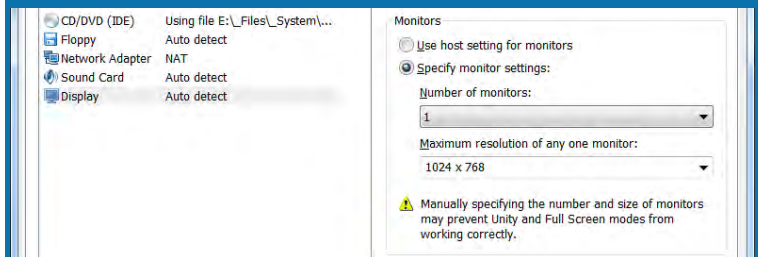 CD/DVD (IDE) Using file E:\_Files\_System\...
Floppy Auto detect
Network Adapter NAT
Sound Card Auto detect
Display Auto detect
Monitors
Use host setting for monitors
Specify monitor settings:
Number of monitors:
1
Maximum resolution of any one monitor:
1024 x 768
Manually specifying the number and size of monitors
may prevent Unity and Full Screen modes from
working correctly.